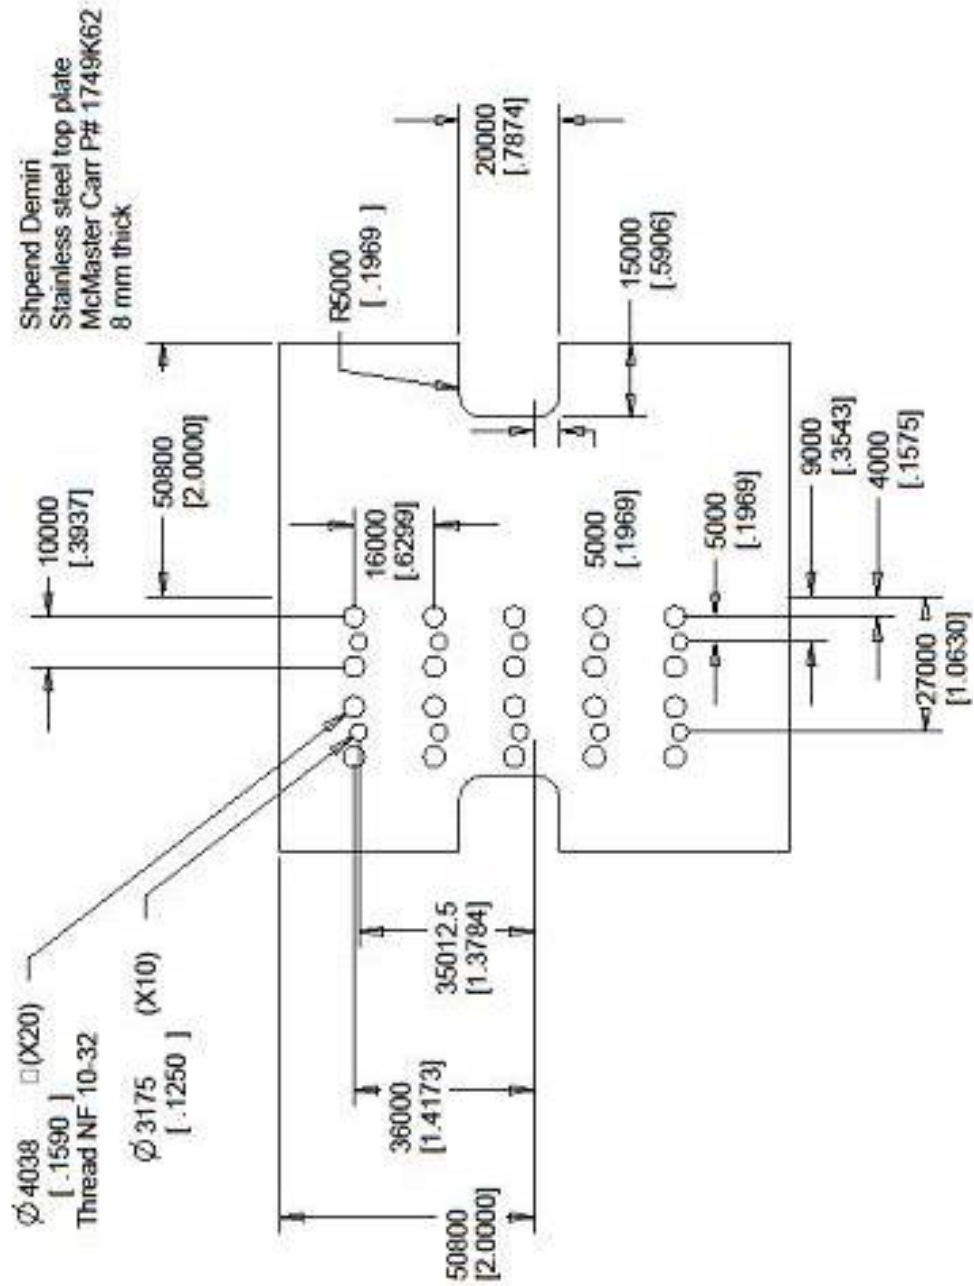 Shpend Demiri
Stainless steel top plate
McMaster Carr P# 1749K62
8 mm thick
Ø 4038 □(X20)
[ .1590 ]
Thread NF 10-32
Ø 3175 (X10)
[ .1250 ]
10000
[.3937]
50800
[2.0000]
R5000
[ .1969 ]
20000
[.7874]
16000
[.6299]
15000
[.5906]
5000
[.1969]
5000
[.1969]
9000
[.3543]
4000
[.1575]
27000
[1.0630]
35012.5
[1.3784]
36000
[1.4173]
50800
[2.0000]